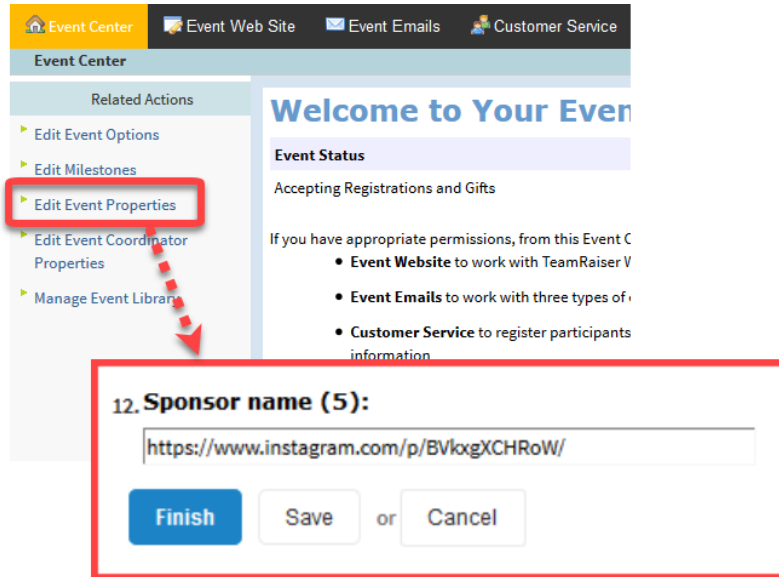 Event Center Event Web Site Event Emails Customer Service
Event Center
Related Actions
Edit Event Options
Edit Milestones
Edit Event Properties
Edit Event Coordinator
Properties
Manage Event Library
Welcome to Your Even
Event Status
Accepting Registrations and Gifts
If you have appropriate permissions, from this Event C
• Event Website to work with TeamRaiser W
• Event Emails to work with three types of
• Customer Service to register participants
information
12. Sponsor name (5):
https://www.instagram.com/p/BVkxgXCHRoW/
Finish Save or Cancel